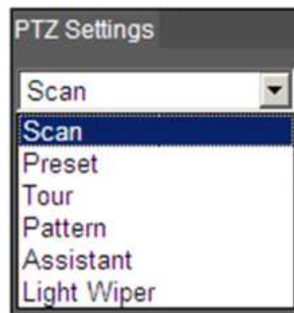 PTZ Settings
Scan
Scan
Preset
Tour
Pattern
Assistant
Light Wiper